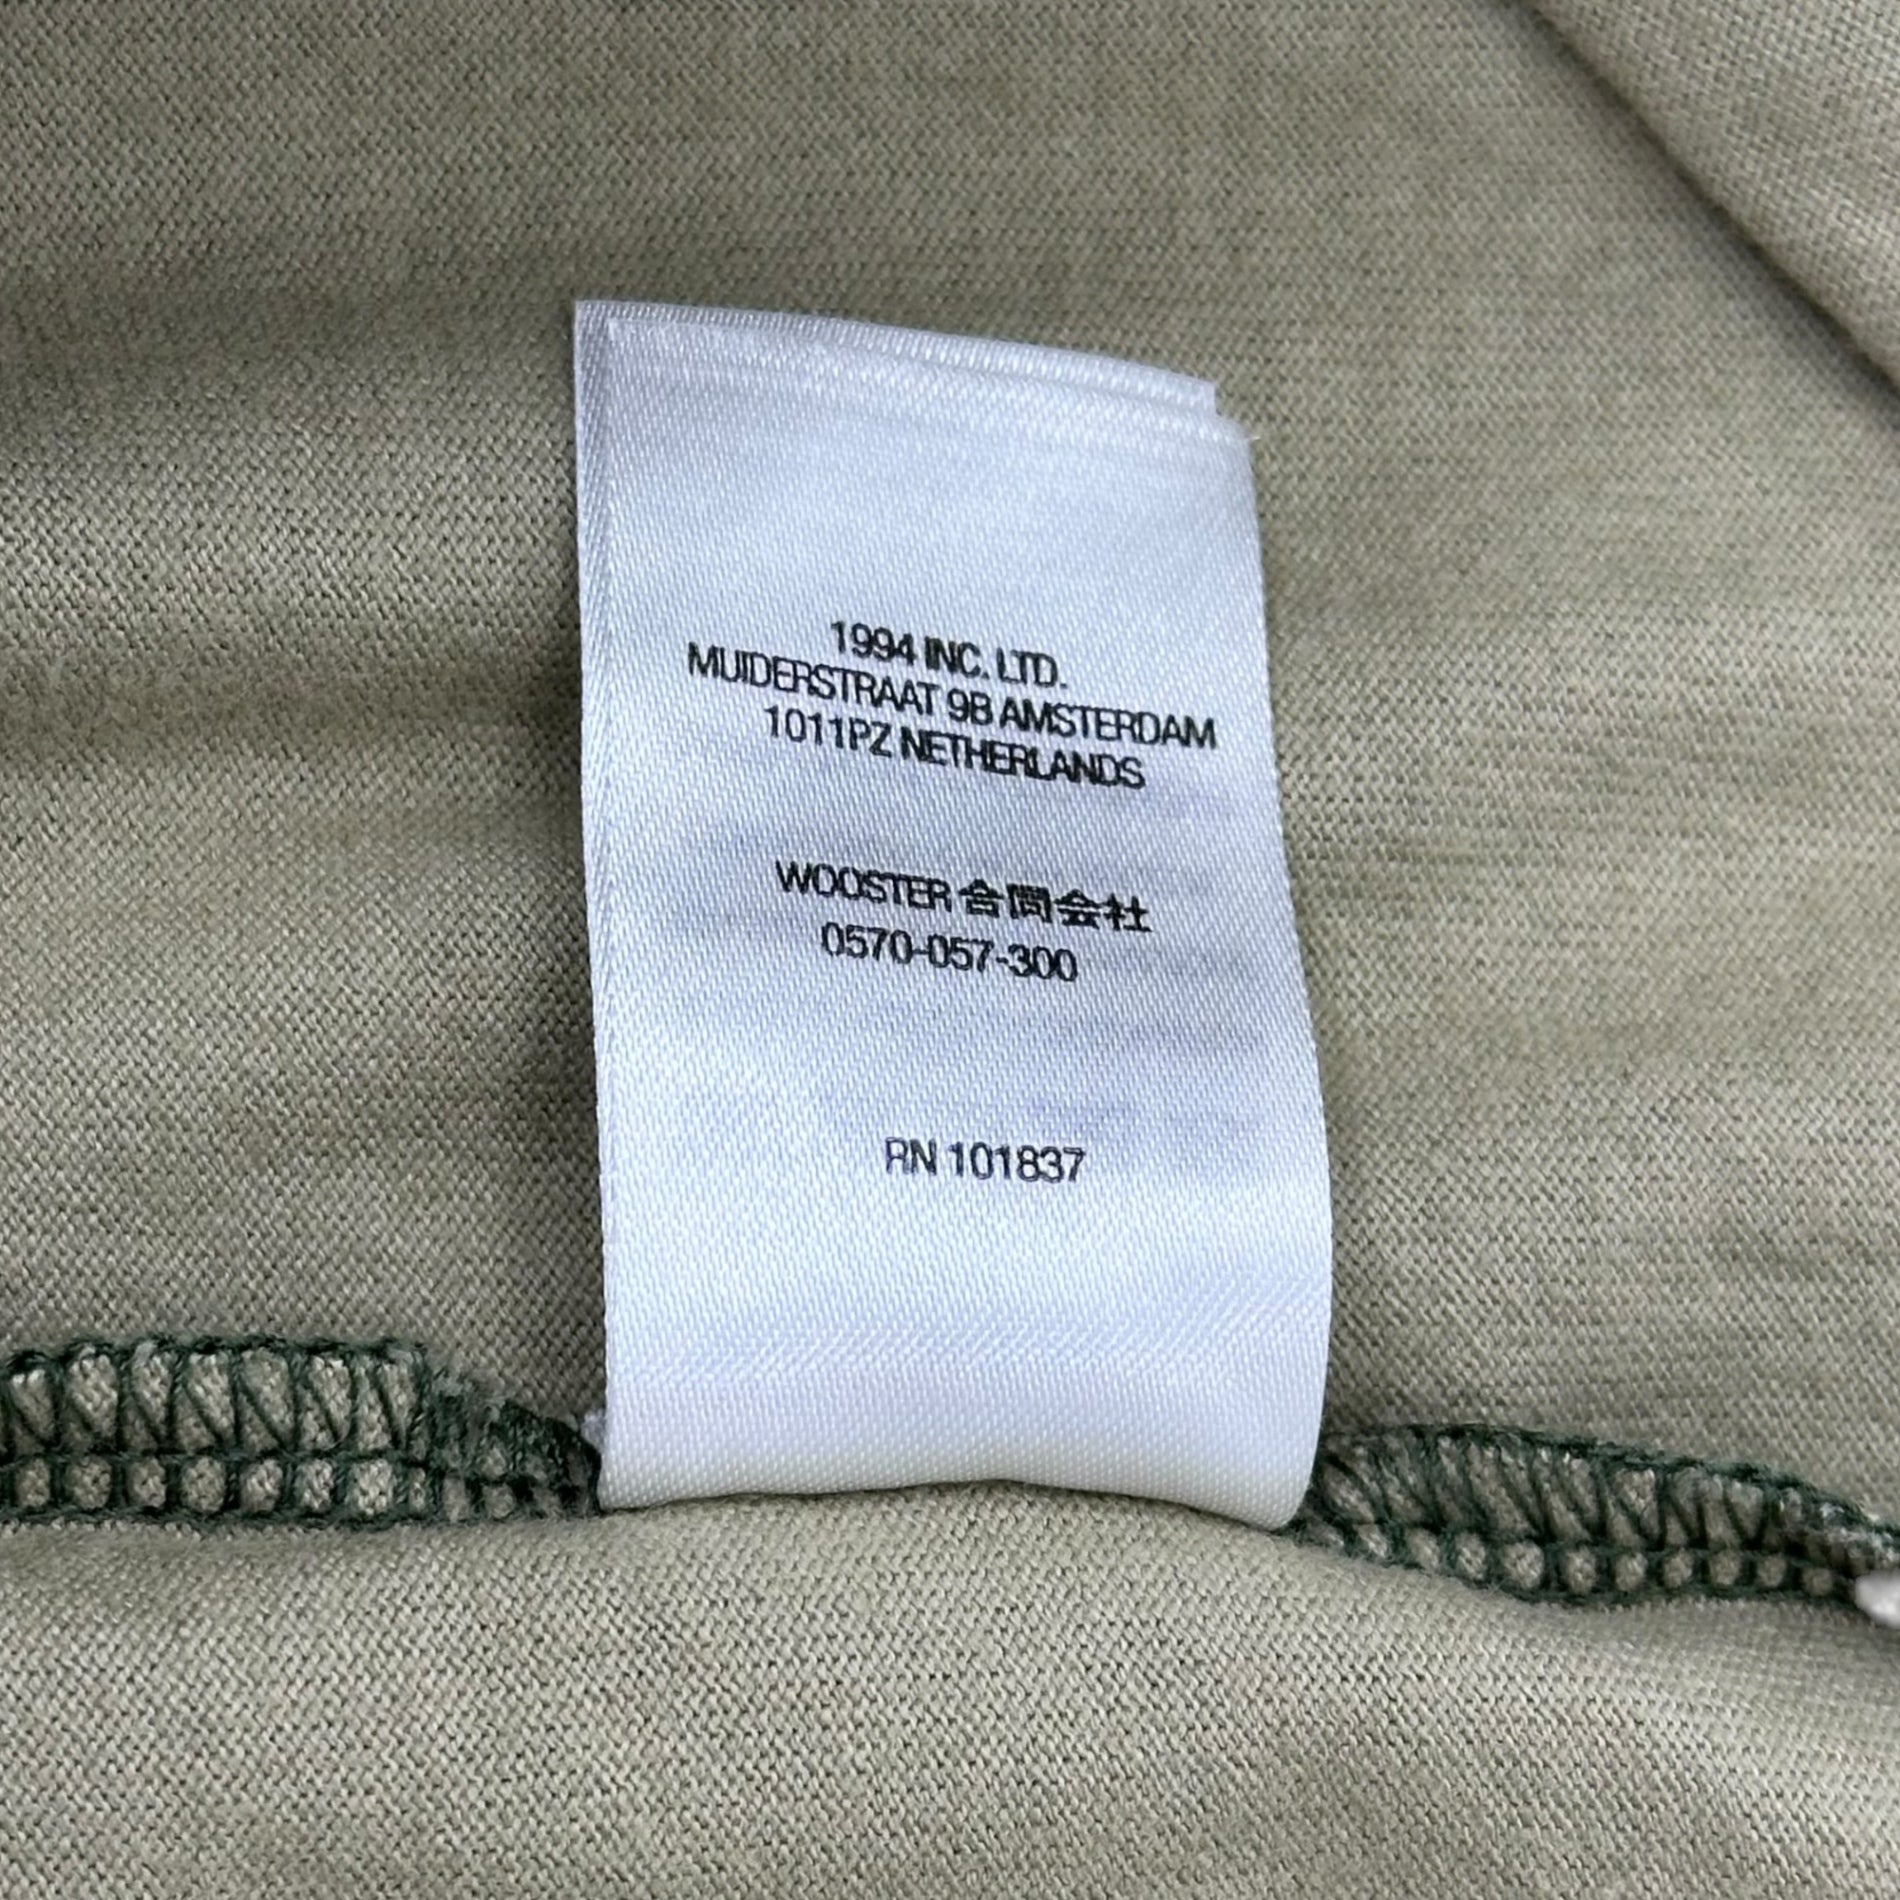 1994 INC. LTD.
MUIDERSTRAAT 9B AMSTERDAM
1011PZ NETHERLANDS
WOOSTER 合同会社
0570-057-300
RN 101837